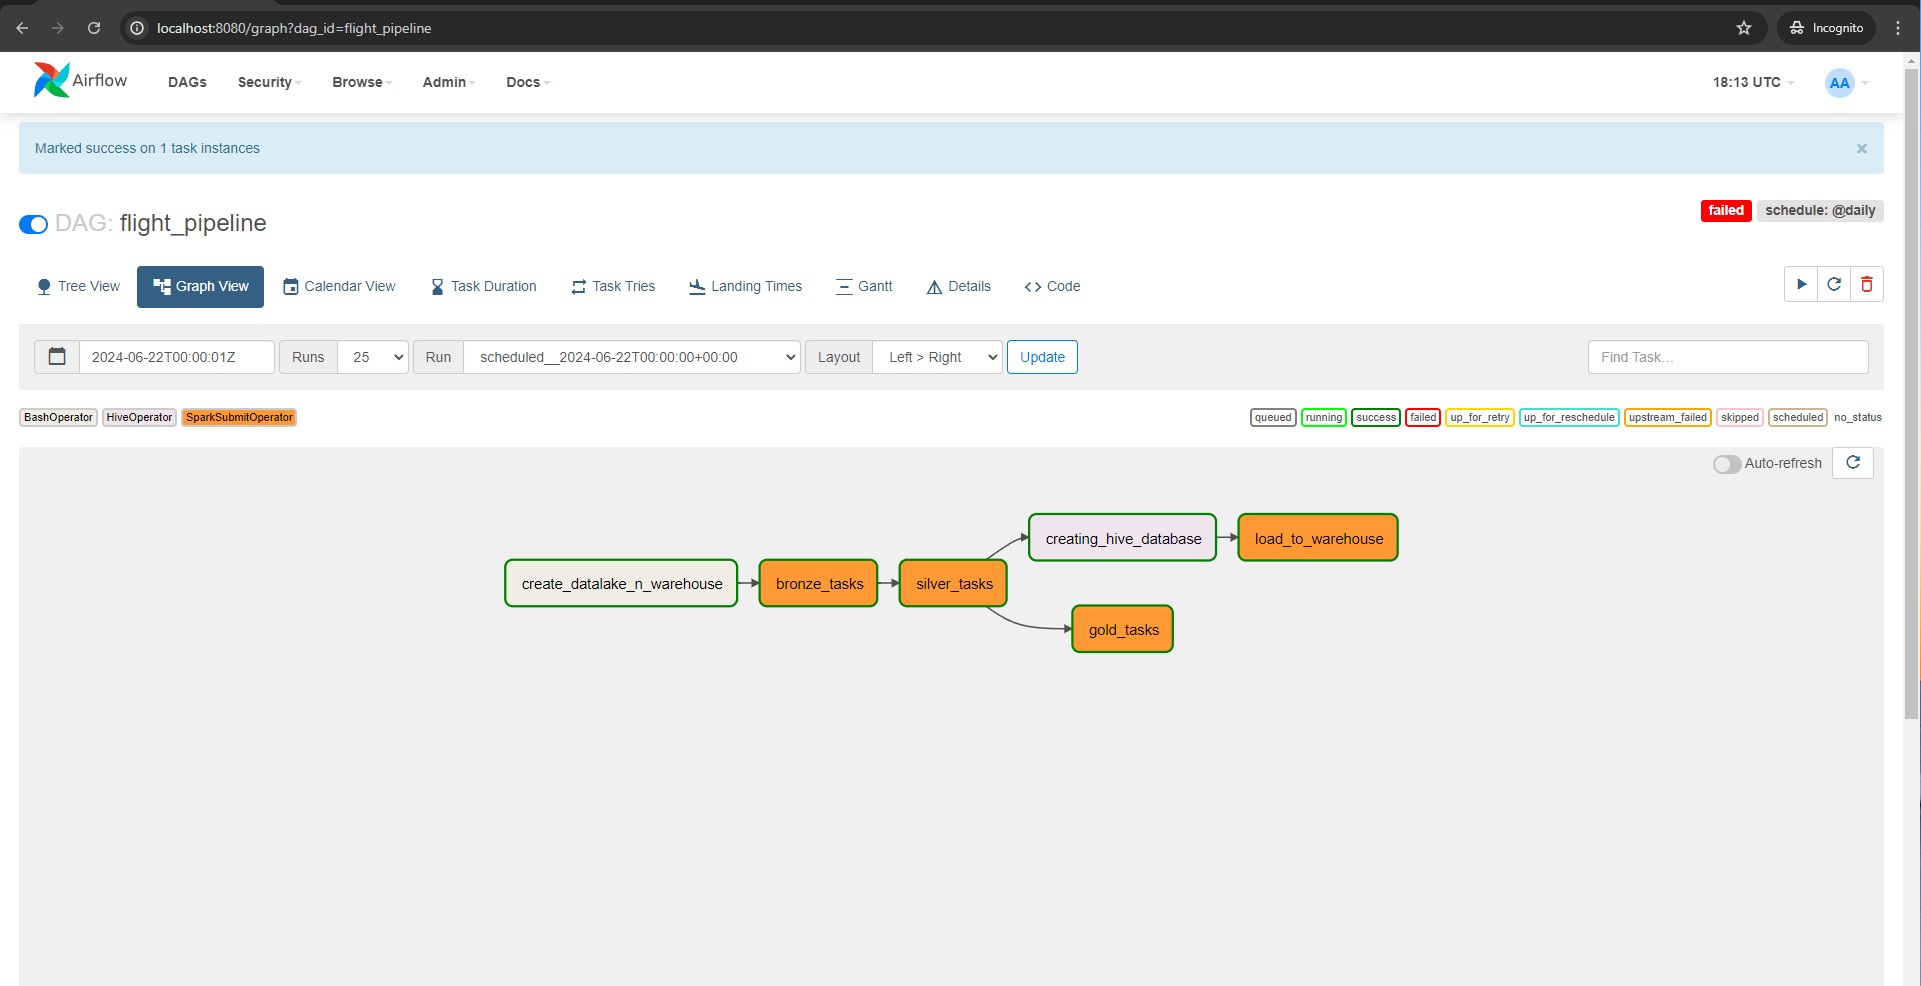 localhost:8080/graph?dag_id=flight_pipeline
Incognito
Airflow
DAGs
Security
Browse
Admin
Docs
18:13 UTC
AA
Marked success on 1 task instances
×
DAG: flight_pipeline
failed
schedule: @daily
Tree View
Graph View
Calendar View
Task Duration
Task Tries
Landing Times
Gantt
Details
Code
2024-06-22T00:00:01Z
Runs
25
Run
scheduled__2024-06-22T00:00:00+00:00
Layout
Left > Right
Update
Find Task...
BashOperator
HiveOperator
SparkSubmitOperator
queued
running
success
failed
up_for_retry
up_for_reschedule
upstream_failed
skipped
scheduled
no_status
Auto-refresh
create_datalake_n_warehouse
bronze_tasks
silver_tasks
creating_hive_database
load_to_warehouse
gold_tasks